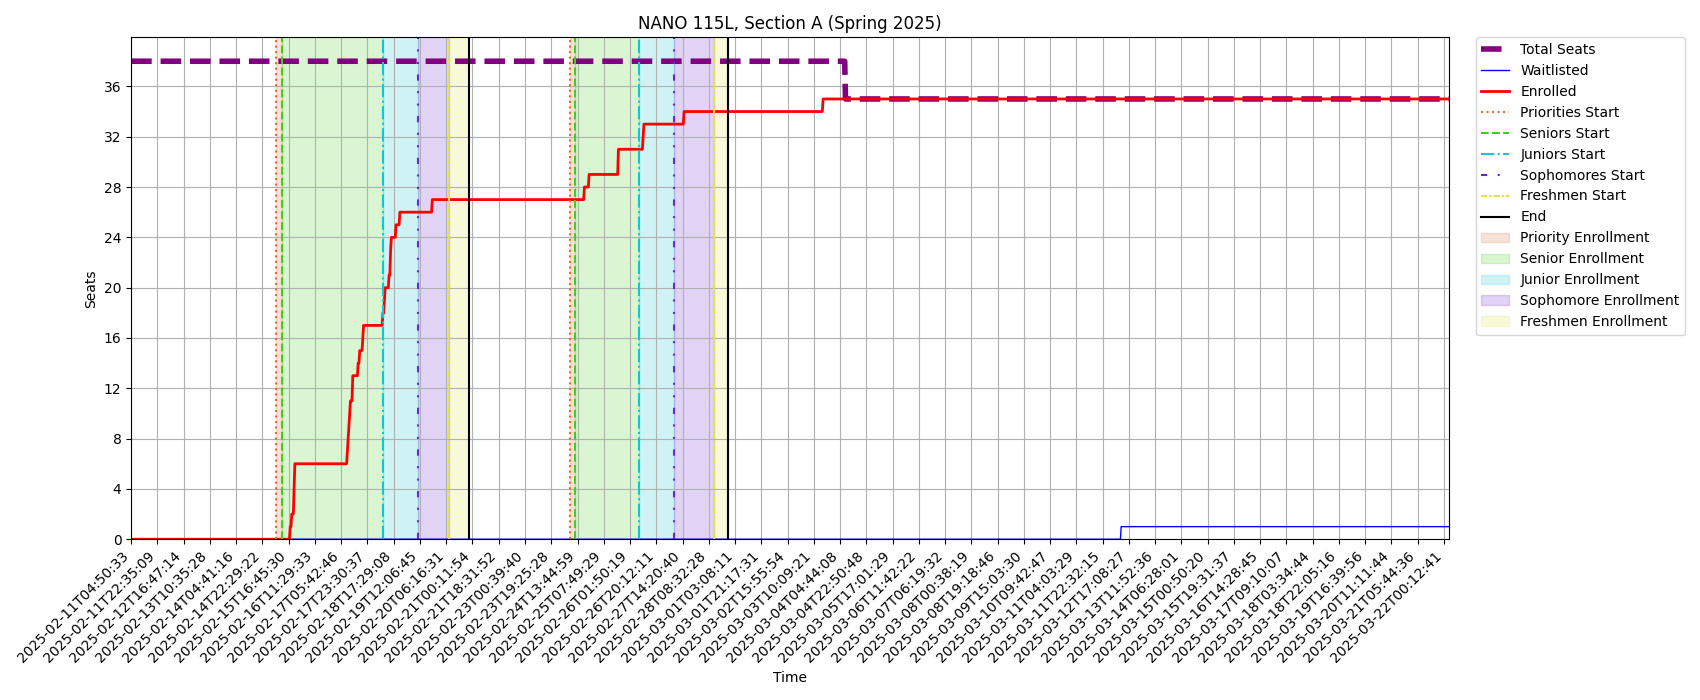 NANO 115L, Section A (Spring 2025)
Seats
36
32
28
24
20
16
12
8
4
0
2025-02-11T04:50:33
2025-02-11T22:35:09
2025-02-12T16:47:14
2025-02-13T10:35:28
2025-02-14T04:41:16
2025-02-14T22:29:22
2025-02-15T16:45:30
2025-02-16T11:29:33
2025-02-17T05:42:46
2025-02-17T23:30:37
2025-02-18T17:29:08
2025-02-19T12:06:45
2025-02-20T06:16:31
2025-02-21T00:11:54
2025-02-21T18:31:52
2025-02-23T00:39:40
2025-02-23T19:25:28
2025-02-24T13:44:59
2025-02-25T07:49:29
2025-02-26T01:50:19
2025-02-26T20:12:11
2025-02-27T14:20:40
2025-02-28T08:32:28
2025-03-01T03:08:11
2025-03-01T21:17:31
2025-03-02T15:55:54
2025-03-03T10:09:21
2025-03-04T04:44:08
2025-03-04T22:50:48
2025-03-05T17:01:29
2025-03-06T11:42:22
2025-03-07T06:19:32
2025-03-08T00:38:19
2025-03-08T19:18:46
2025-03-09T15:03:30
2025-03-10T09:42:47
2025-03-11T04:03:29
2025-03-11T22:32:15
2025-03-12T17:08:27
2025-03-13T11:52:36
2025-03-14T06:28:01
2025-03-15T00:50:20
2025-03-15T19:31:37
2025-03-16T14:28:45
2025-03-17T09:10:07
2025-03-18T03:34:44
2025-03-18T22:05:16
2025-03-19T16:39:56
2025-03-20T11:11:44
2025-03-21T05:44:36
2025-03-22T00:12:41
Time
Total Seats
Waitlisted
Enrolled
Priorities Start
Seniors Start
Juniors Start
Sophomores Start
Freshmen Start
End
Priority Enrollment
Senior Enrollment
Junior Enrollment
Sophomore Enrollment
Freshmen Enrollment